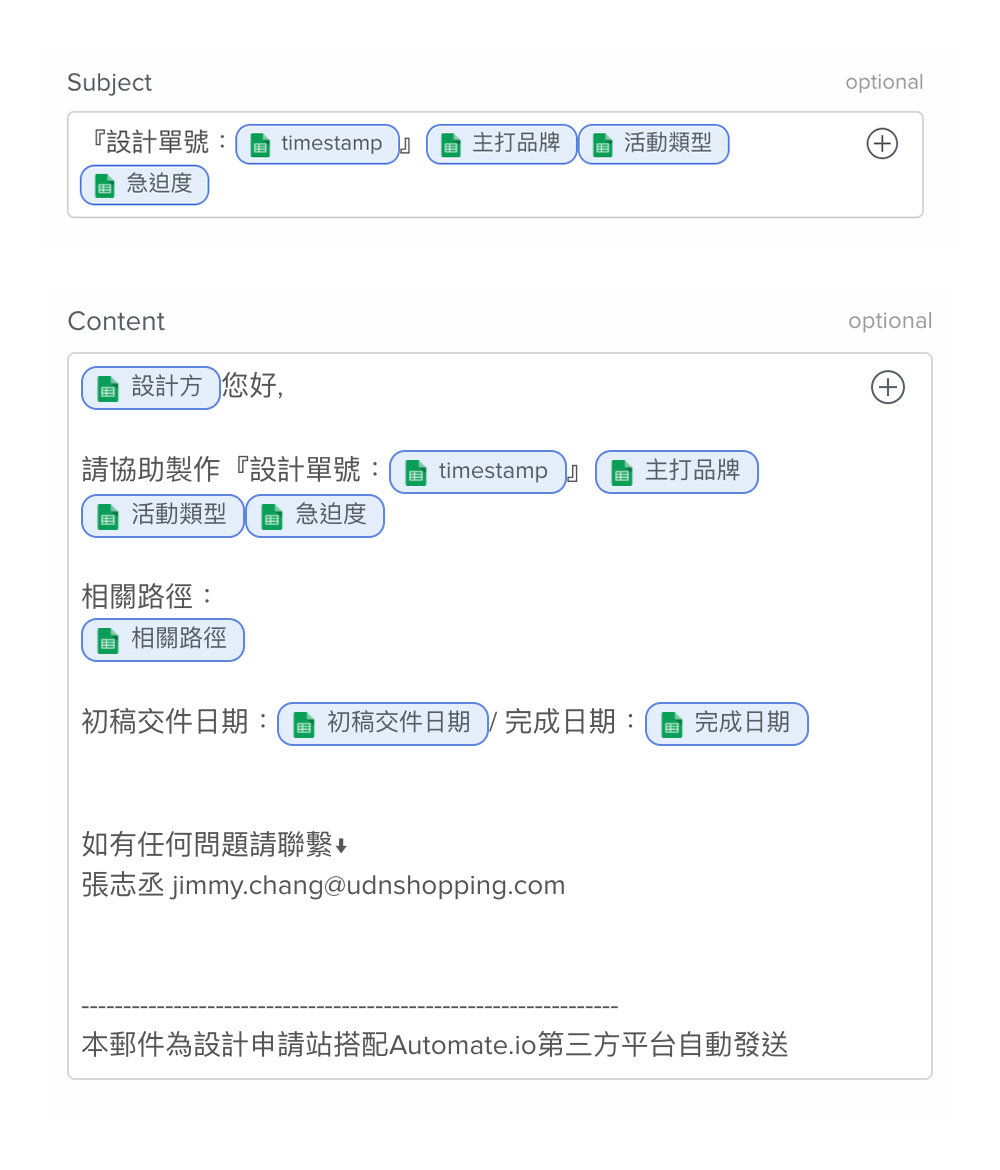 Subject optional
『設計單號：timestamp』 主打品牌 活動類型
急迫度
Content optional
設計方 您好,
請協助製作『設計單號：timestamp』 主打品牌
活動類型 急迫度
相關路徑：
相關路徑
初稿交件日期：初稿交件日期 / 完成日期：完成日期
如有任何問題請聯繫⬇
張志丞 jimmy.chang@udnshopping.com
----------------------------------------------------------------
本郵件為設計申請站搭配Automate.io第三方平台自動發送